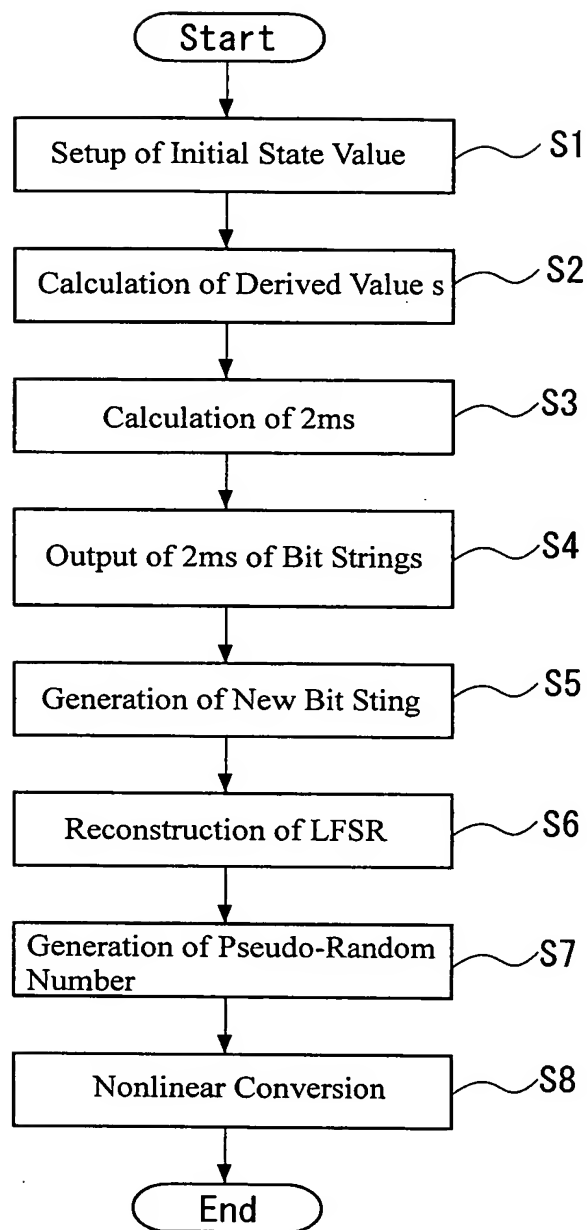 Start
Setup of Initial State Value
S1
Calculation of Derived Value s
S2
Calculation of 2ms
S3
Output of 2ms of Bit Strings
S4
Generation of New Bit Sting
S5
Reconstruction of LFSR
S6
Generation of Pseudo-Random
Number
S7
Nonlinear Conversion
S8
End